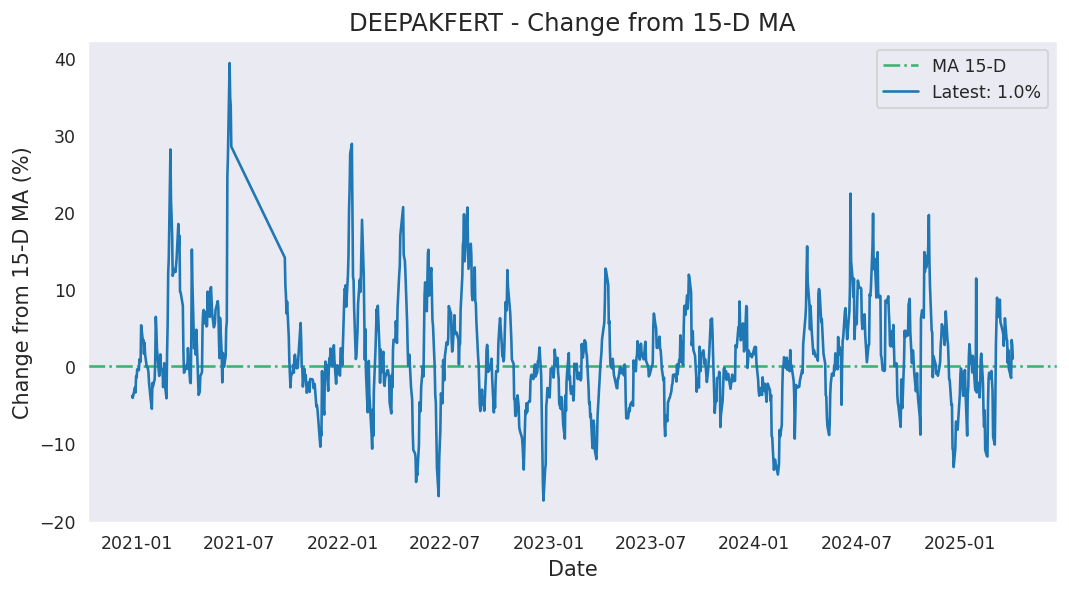 DEEPAKFERT - Change from 15-D MA
MA 15-D
Latest: 1.0%
Change from 15-D MA (%)
40
30
20
10
0
−10
−20
2021-01 2021-07 2022-01 2022-07 2023-01 2023-07 2024-01 2024-07 2025-01
Date